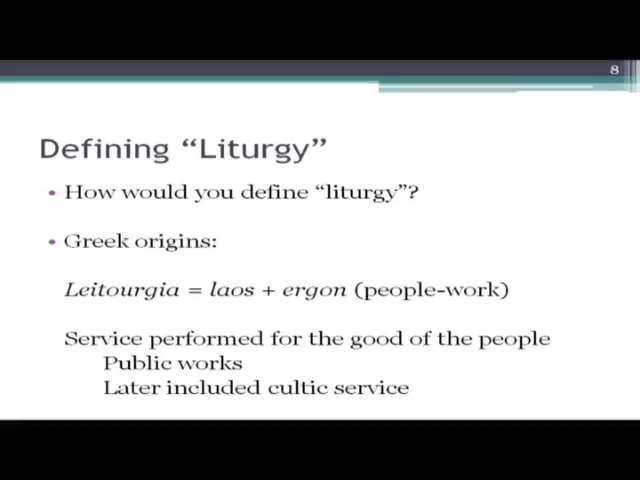 8
Defining “Liturgy”
• How would you define “liturgy”?
• Greek origins:
Leitourgia = laos + ergon (people-work)
Service performed for the good of the people
Public works
Later included cultic service